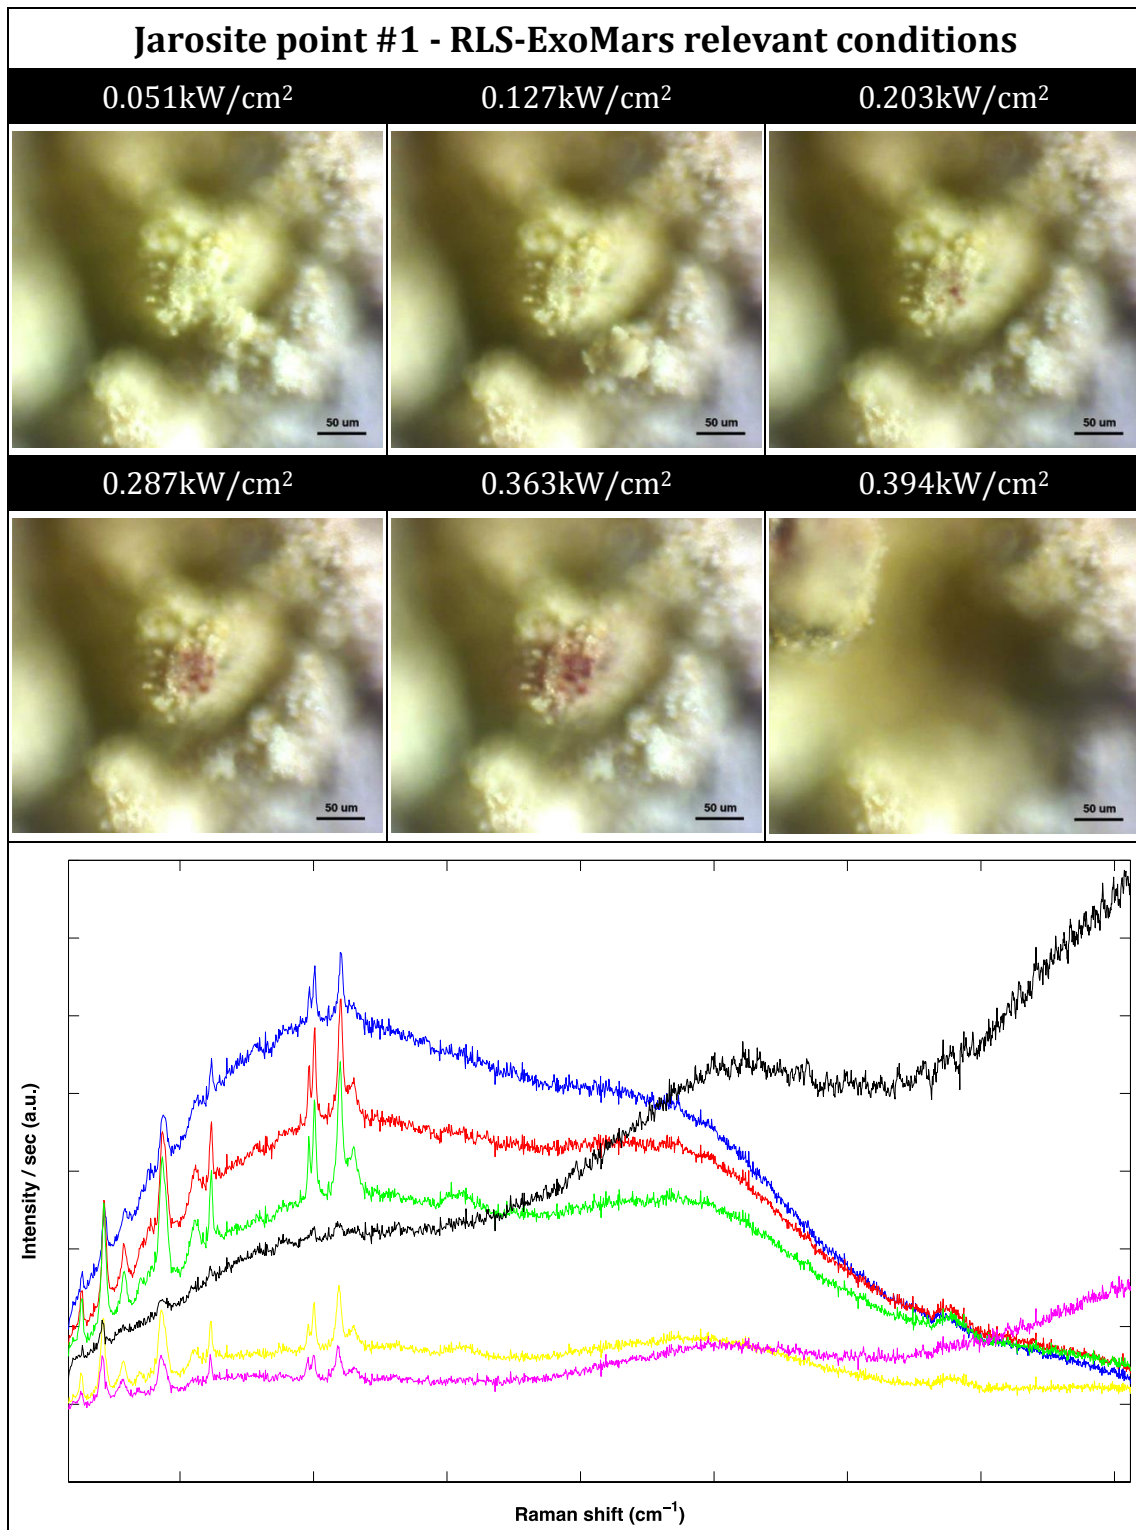 Jarosite point #1 - RLS-ExoMars relevant conditions
0.051kW/cm²
0.127kW/cm²
0.203kW/cm²
50 um
50 um
50 um
0.287kW/cm²
0.363kW/cm²
0.394kW/cm²
50 um
50 um
50 um
Intensity / sec (a.u.)
Raman shift (cm⁻¹)